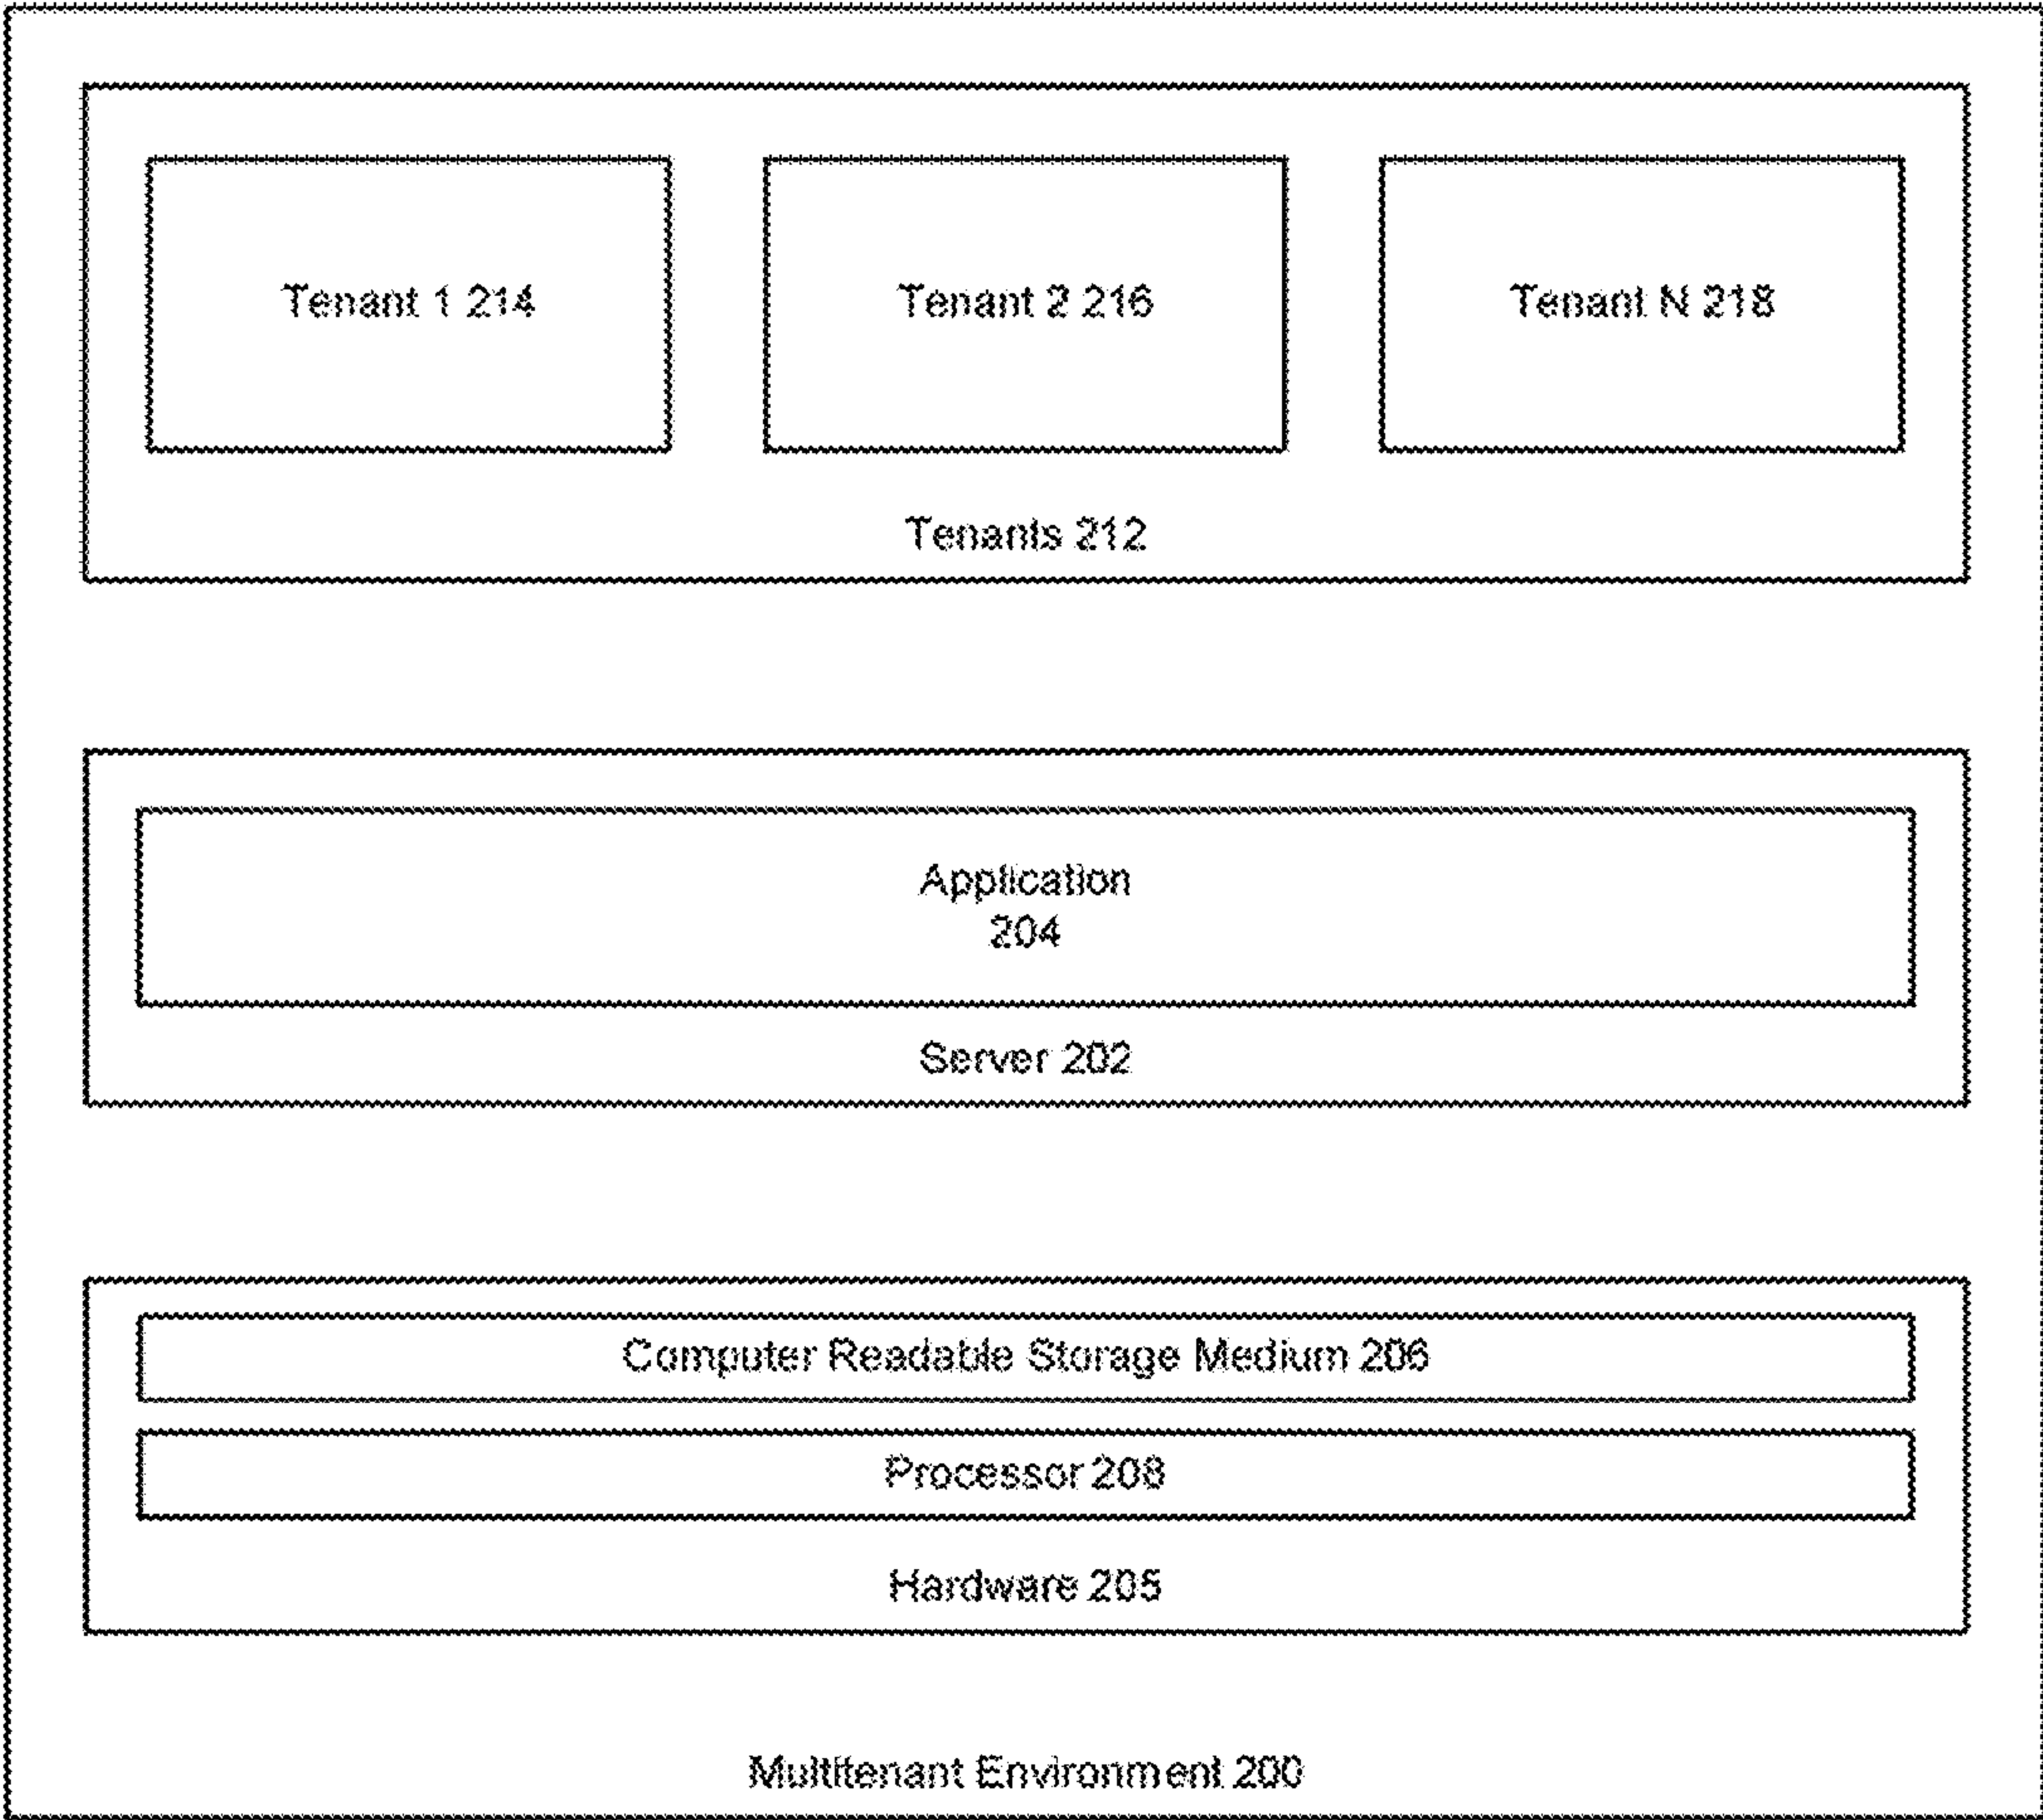 Tenant 1 214
Tenant 2 216
Tenant N 218
Tenants 212
Application
204
Server 202
Computer Readable Storage Medium 206
Processor 208
Hardware 205
Multitenant Environment 200